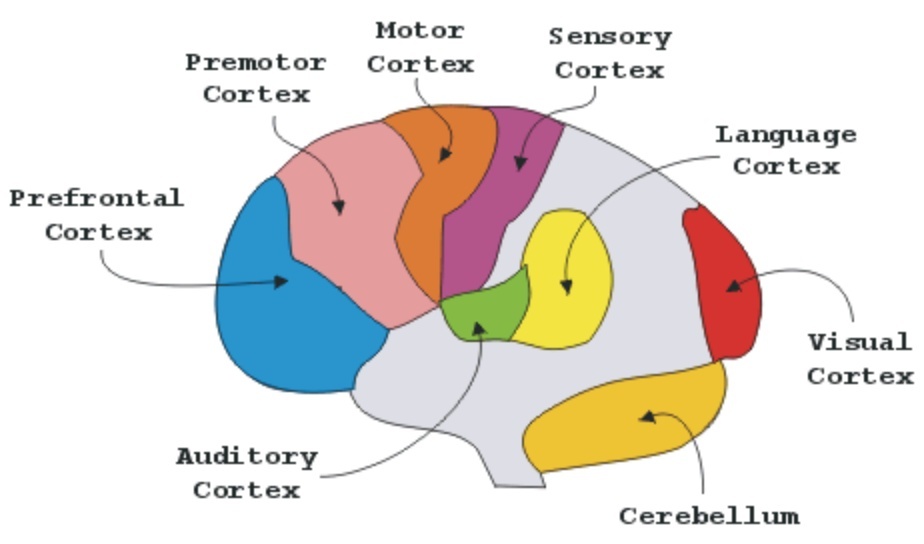 Motor
Cortex
Sensory
Cortex
Premotor
Cortex
Language
Cortex
Prefrontal
Cortex
Visual
Cortex
Auditory
Cortex
Cerebellum